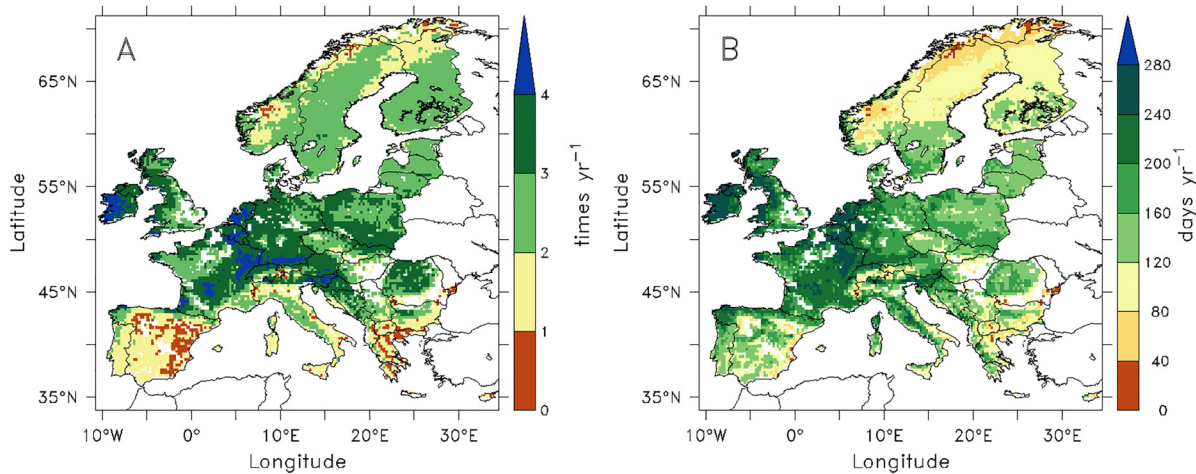 A
65°N
55°N
45°N
35°N
Latitude
10°W 0° 10°E 20°E 30°E
Longitude
4
3
2
1
0
times yr⁻¹
B
65°N
55°N
45°N
35°N
Latitude
10°W 0° 10°E 20°E 30°E
Longitude
280
240
200
160
120
80
40
0
days yr⁻¹